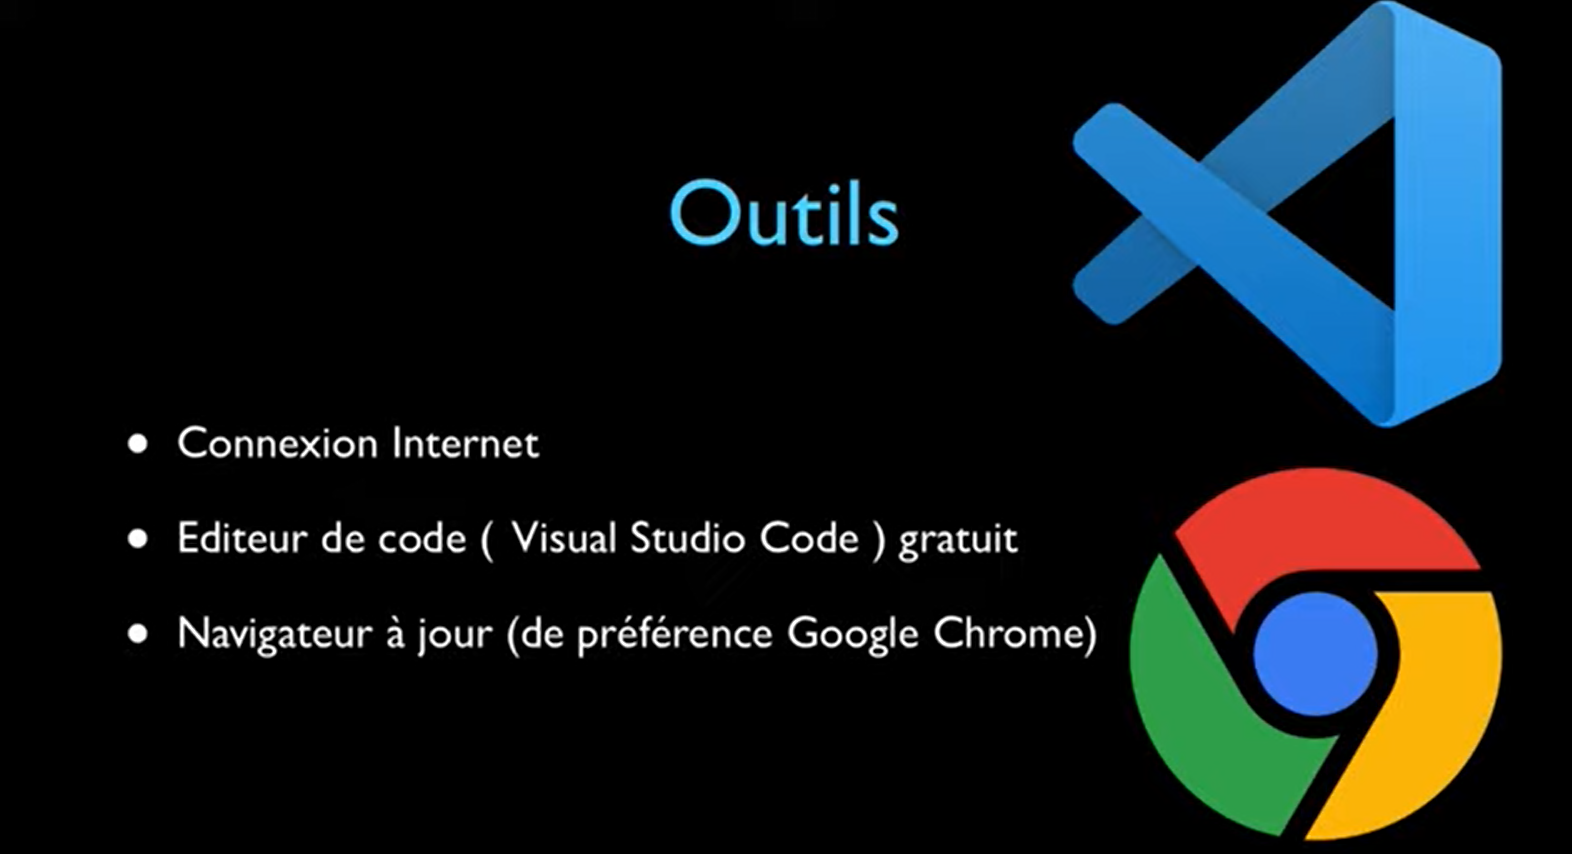 Outils
• Connexion Internet
• Editeur de code ( Visual Studio Code ) gratuit
• Navigateur à jour (de préférence Google Chrome)